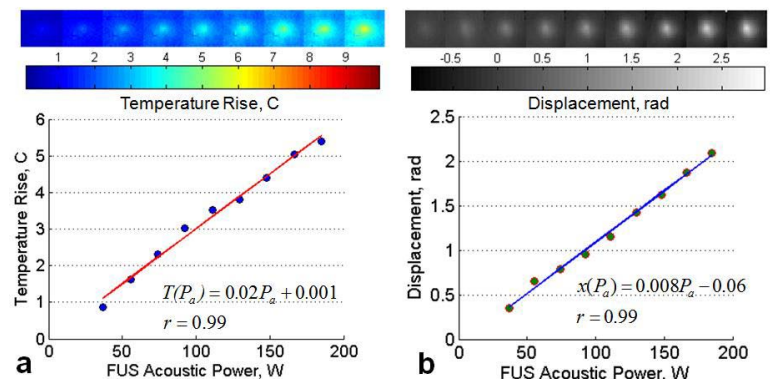 1 2 3 4 5 6 7 8 9
Temperature Rise, C
6
5
4
3
2
1
0
Temperature Rise, C
T(Pₐ) = 0.02Pₐ + 0.001
r = 0.99
0 50 100 150 200
FUS Acoustic Power, W
a
-0.5 0 0.5 1 1.5 2 2.5
Displacement, rad
2.5
2
1.5
1
0.5
0
Displacement, rad
x(Pₐ) = 0.008Pₐ − 0.06
r = 0.99
0 50 100 150 200
FUS Acoustic Power, W
b